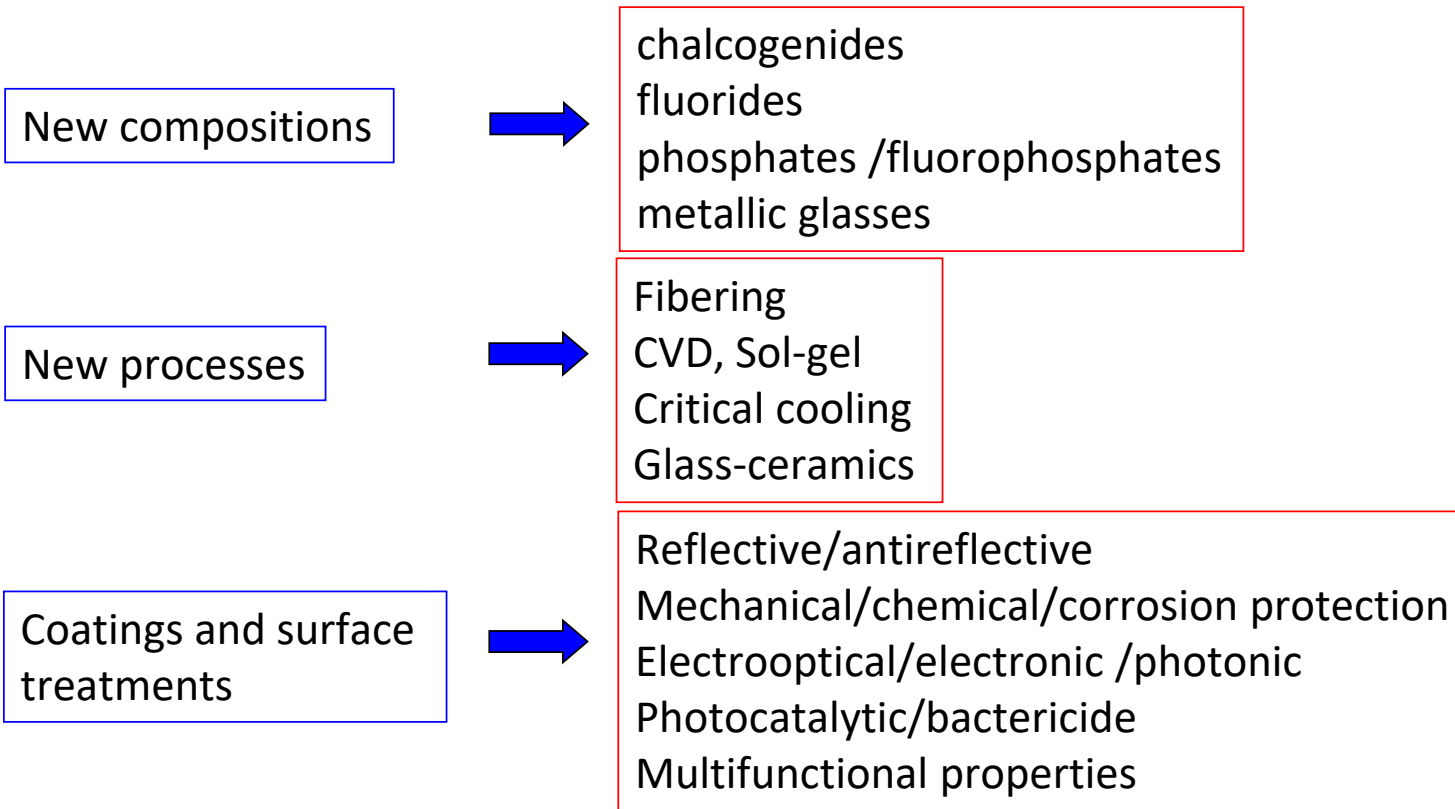 New compositions
chalcogenides
fluorides
phosphates /fluorophosphates
metallic glasses
New processes
Fibering
CVD, Sol-gel
Critical cooling
Glass-ceramics
Coatings and surface
treatments
Reflective/antireflective
Mechanical/chemical/corrosion protection
Electrooptical/electronic /photonic
Photocatalytic/bactericide
Multifunctional properties